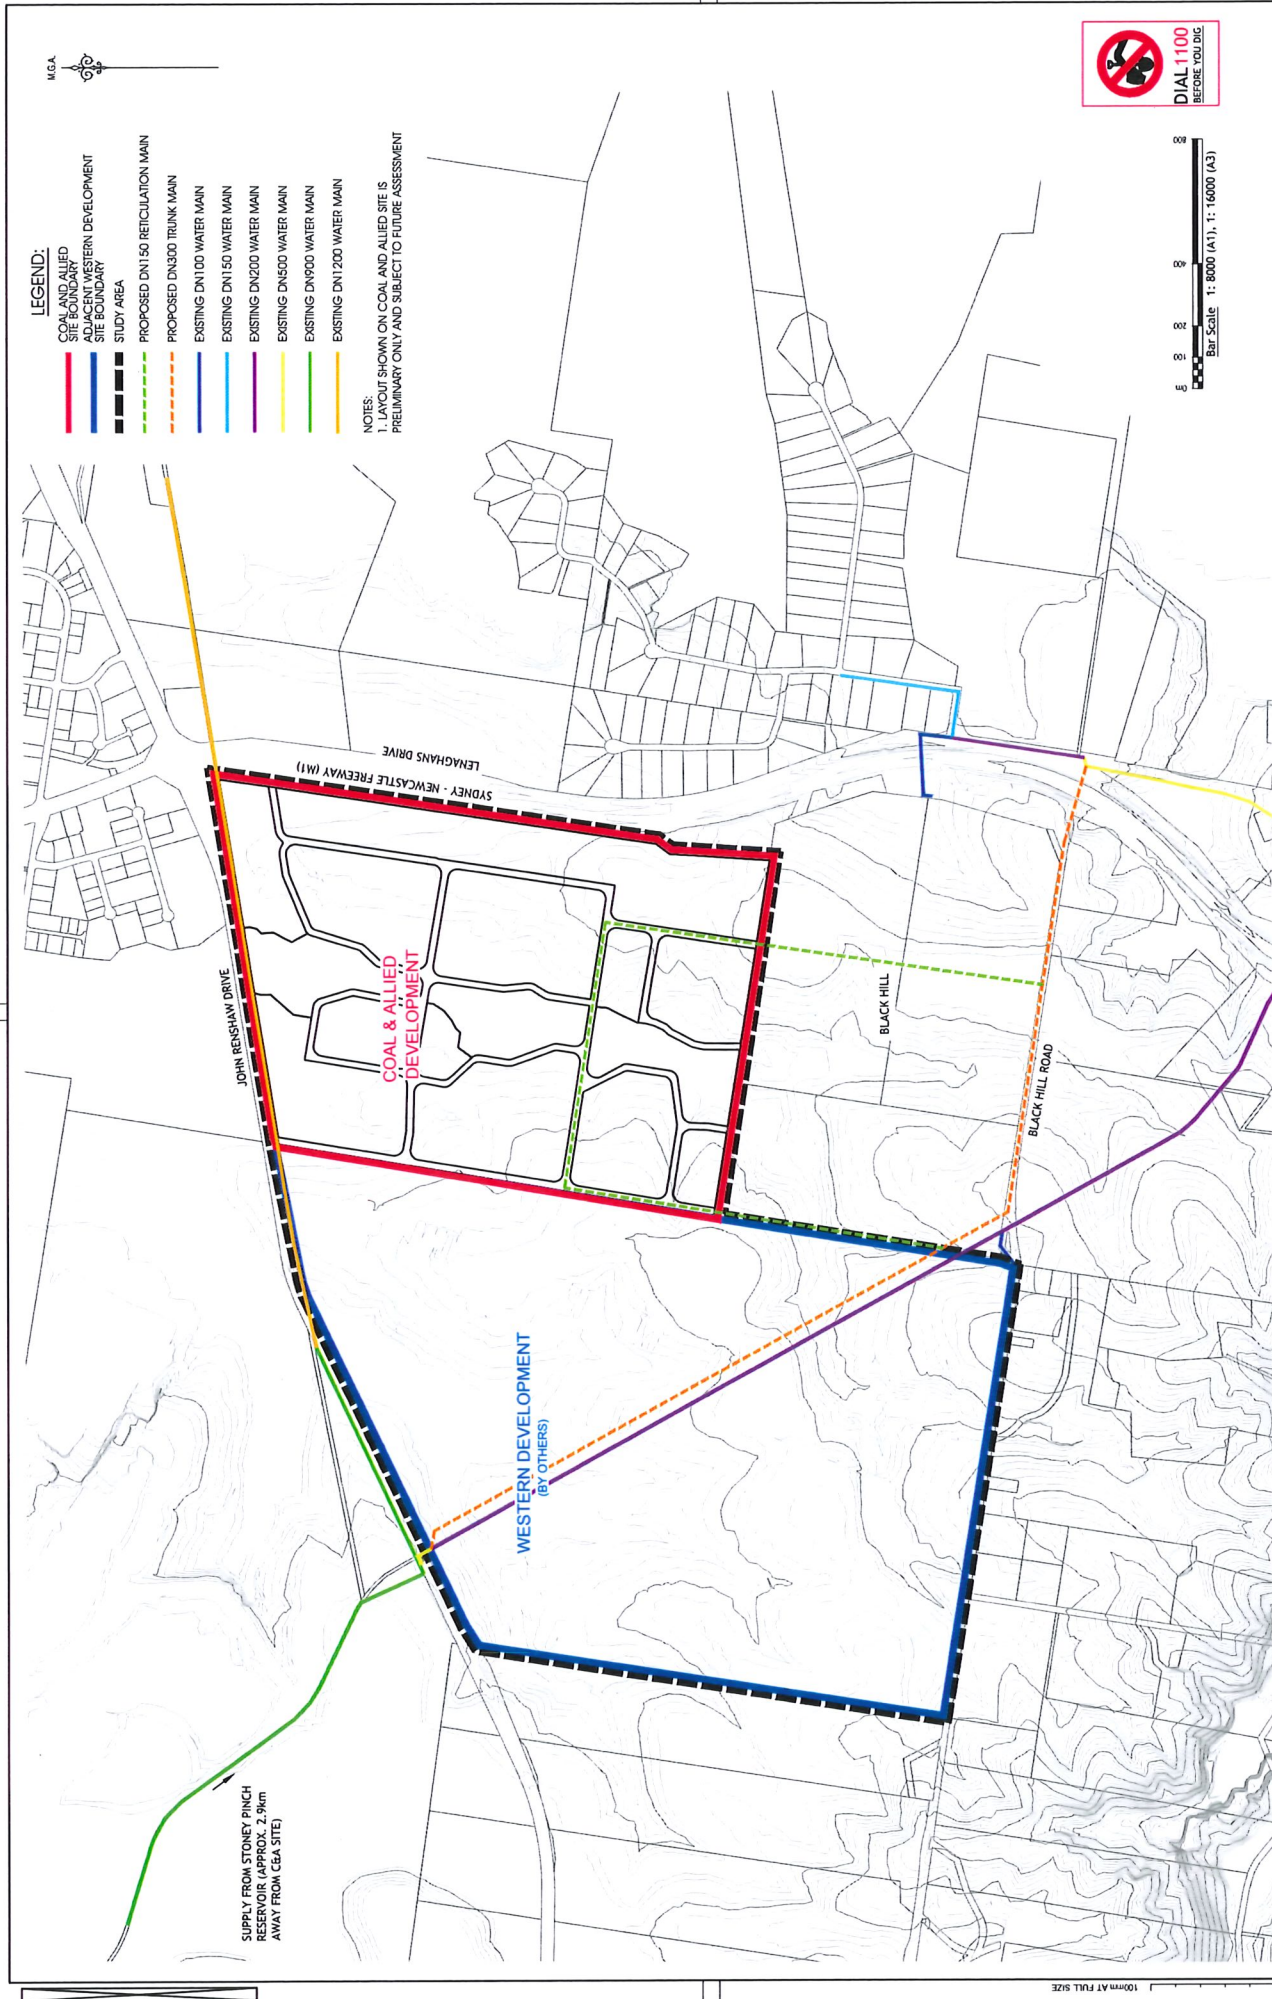 M.G.A.
LEGEND:
COAL AND ALLIED
SITE BOUNDARY
ADJACENT WESTERN DEVELOPMENT
SITE BOUNDARY
STUDY AREA
PROPOSED DN150 RETICULATION MAIN
PROPOSED DN300 TRUNK MAIN
EXISTING DN100 WATER MAIN
EXISTING DN150 WATER MAIN
EXISTING DN200 WATER MAIN
EXISTING DN500 WATER MAIN
EXISTING DN900 WATER MAIN
EXISTING DN1200 WATER MAIN
NOTES:
1. LAYOUT SHOWN ON COAL AND ALLIED SITE IS
PRELIMINARY ONLY AND SUBJECT TO FUTURE ASSESSMENT
DIAL1100
BEFORE YOU DIG
0m 100 200 400 800
Bar Scale 1: 8000 (A1), 1: 16000 (A3)
LENAGHANS DRIVE
SYDNEY - NEWCASTLE FREEWAY (M1)
JOHN RENSHAW DRIVE
COAL & ALLIED
DEVELOPMENT
BLACK HILL
BLACK HILL ROAD
WESTERN DEVELOPMENT
(BY OTHERS)
SUPPLY FROM STONEY PINCH
RESERVOIR (APPROX. 2.9km
AWAY FROM C&A SITE)
100mm AT FULL SIZE